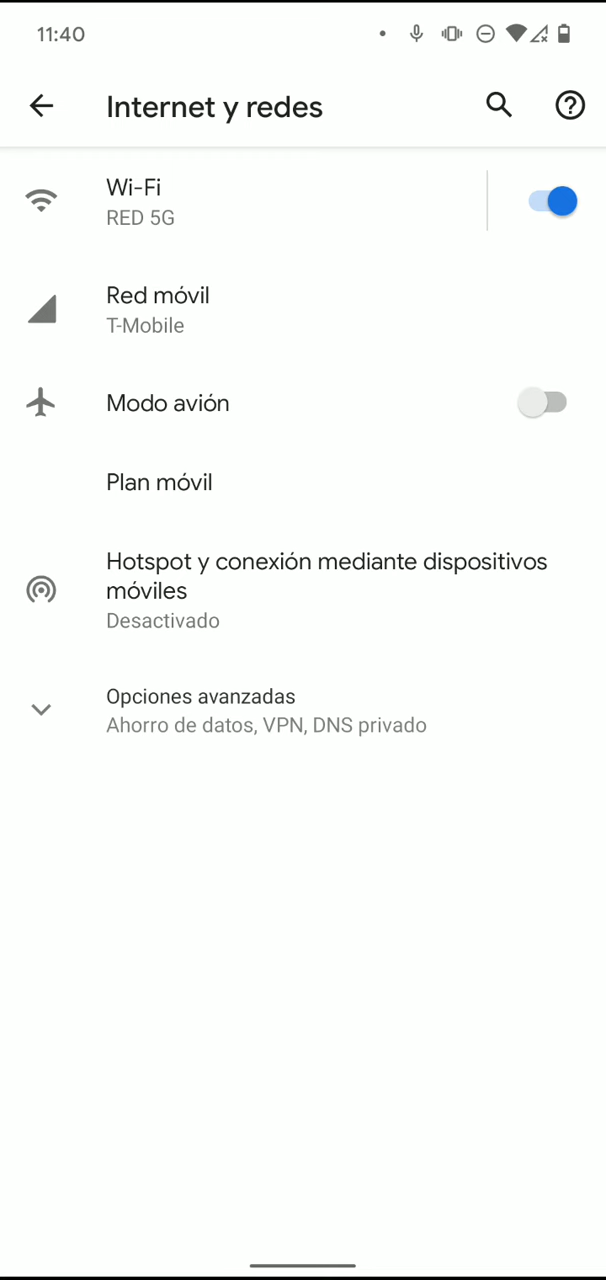 11:40
Internet y redes
Wi-Fi
RED 5G
Red móvil
T-Mobile
Modo avión
Plan móvil
Hotspot y conexión mediante dispositivos
móviles
Desactivado
Opciones avanzadas
Ahorro de datos, VPN, DNS privado